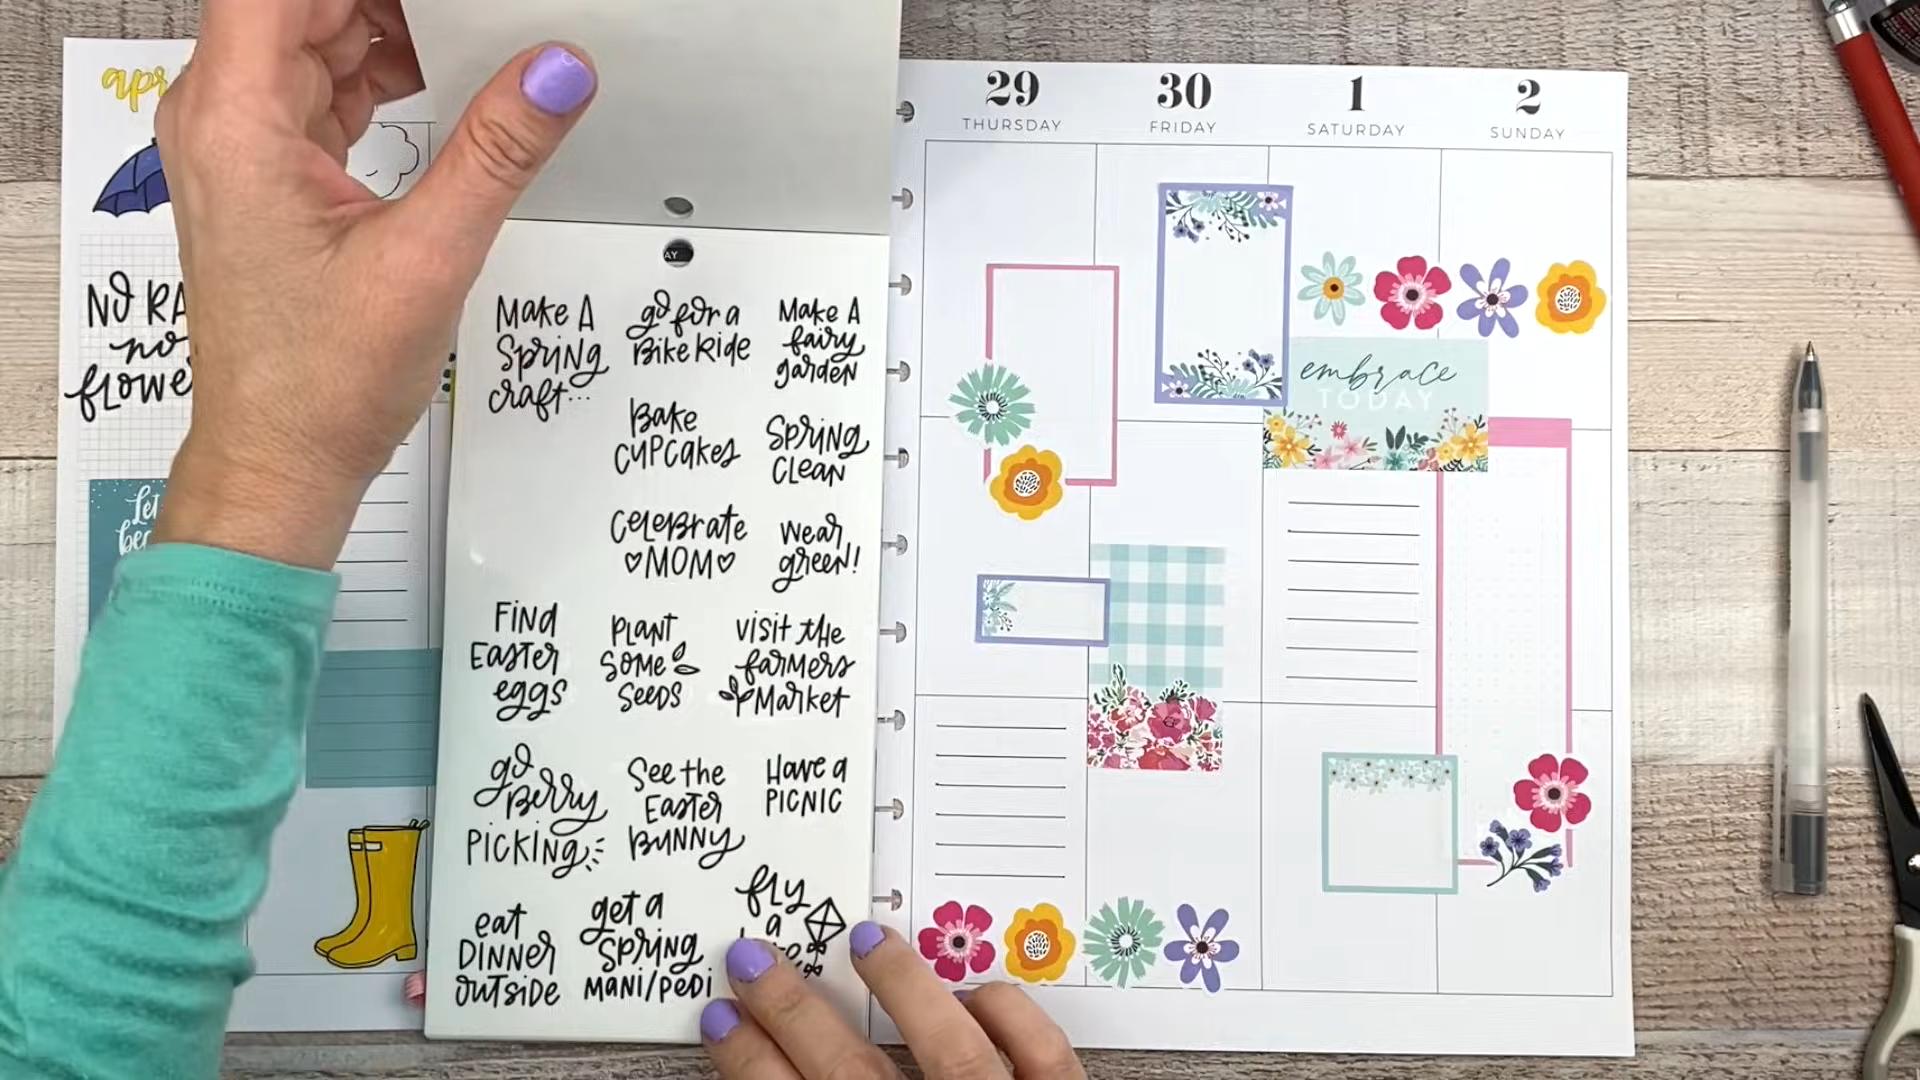 29
THURSDAY
30
FRIDAY
1
SATURDAY
2
SUNDAY
NO
no
Let
AY
Make A
Spring
craft...
go for a
Bike Ride
Make A
fairy
garden
Bake
cupcakes
Spring
Clean
Celebrate
♡MOM♡
wear
green!
Find
Easter
eggs
Plant
Some
Seeds
visit the
farmers
Market
go
Berry
Picking
See the
Easter
Bunny
Have a
Picnic
eat
Dinner
outside
get a
Spring
Mani/Pedi
fly
a
embrace
TODAY